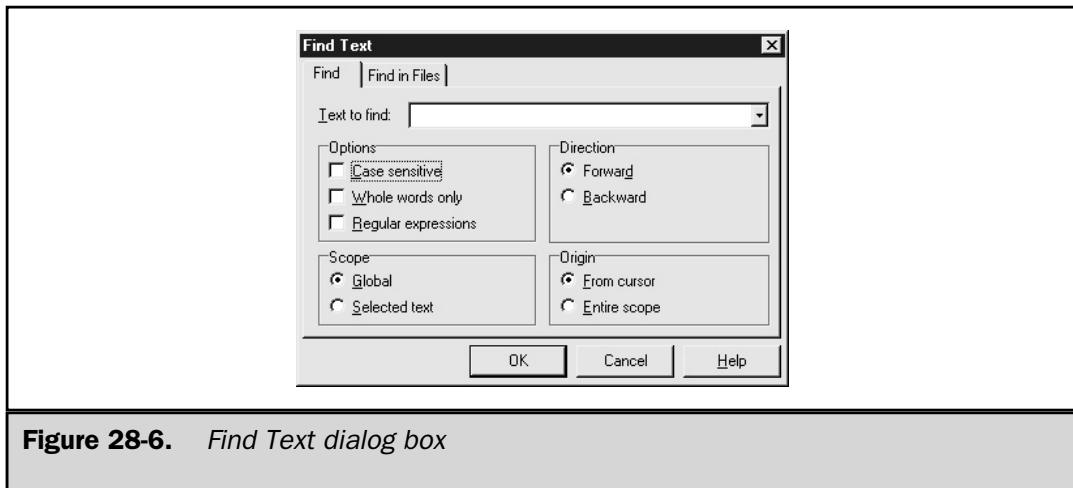 Find Text
Find Find in Files
Text to find:
Options
Case sensitive
Whole words only
Regular expressions
Direction
Forward
Backward
Scope
Global
Selected text
Origin
From cursor
Entire scope
OK Cancel Help
Figure 28-6. Find Text dialog box